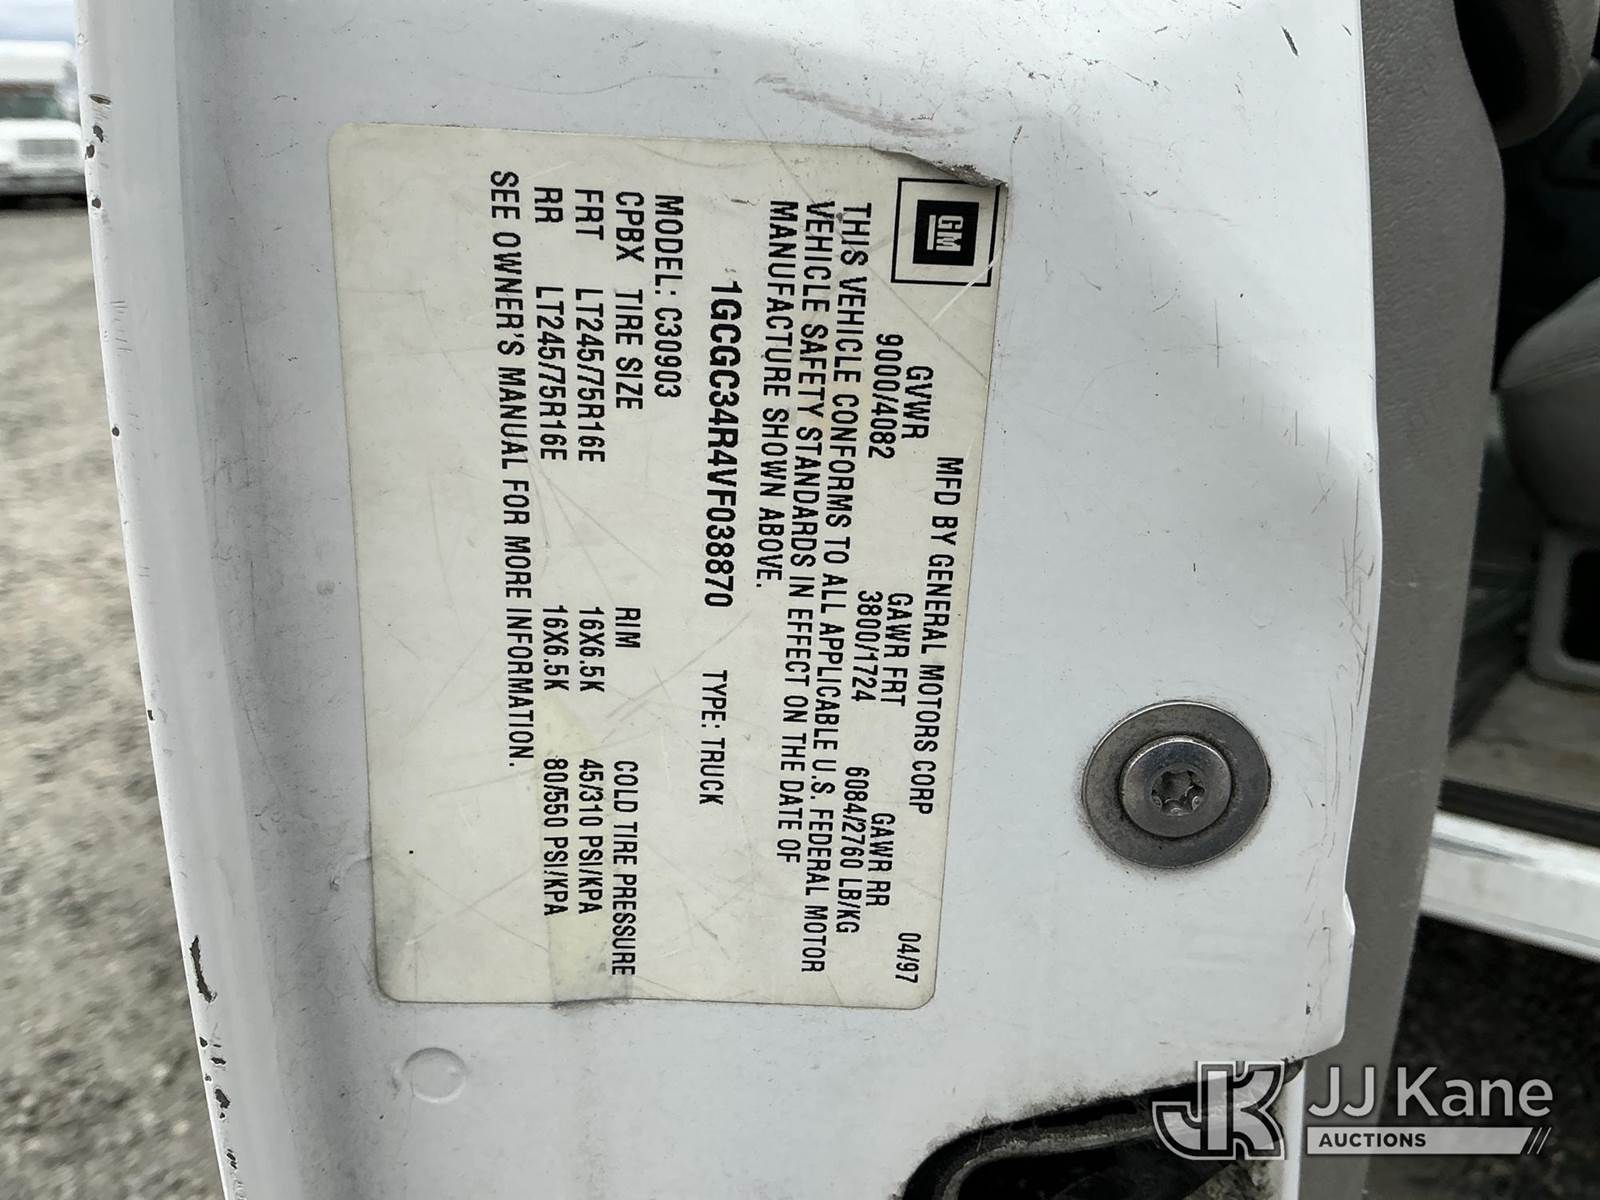 GM
MFD BY GENERAL MOTORS CORP 04/97
GVWR GAWR FRT GAWR RR
9000/4082 3800/1724 6084/2760 LB/KG
THIS VEHICLE CONFORMS TO ALL APPLICABLE U.S. FEDERAL MOTOR
VEHICLE SAFETY STANDARDS IN EFFECT ON THE DATE OF
MANUFACTURE SHOWN ABOVE.
1GCGC34R4VF038870 TYPE: TRUCK
MODEL: C30903
CPBX TIRE SIZE RIM COLD TIRE PRESSURE
FRT LT245/75R16E 16X6.5K 45/310 PSI/KPA
RR LT245/75R16E 16X6.5K 80/550 PSI/KPA
SEE OWNER'S MANUAL FOR MORE INFORMATION.
JK JJ Kane
AUCTIONS